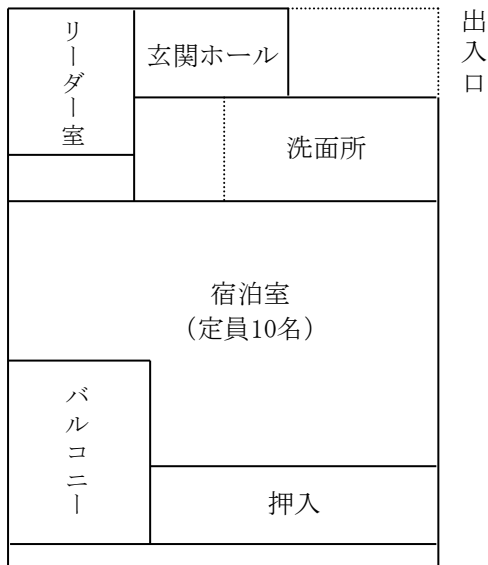 リーダー室
玄関ホール
出入口
洗面所
宿泊室
（定員10名）
バルコニー
押入